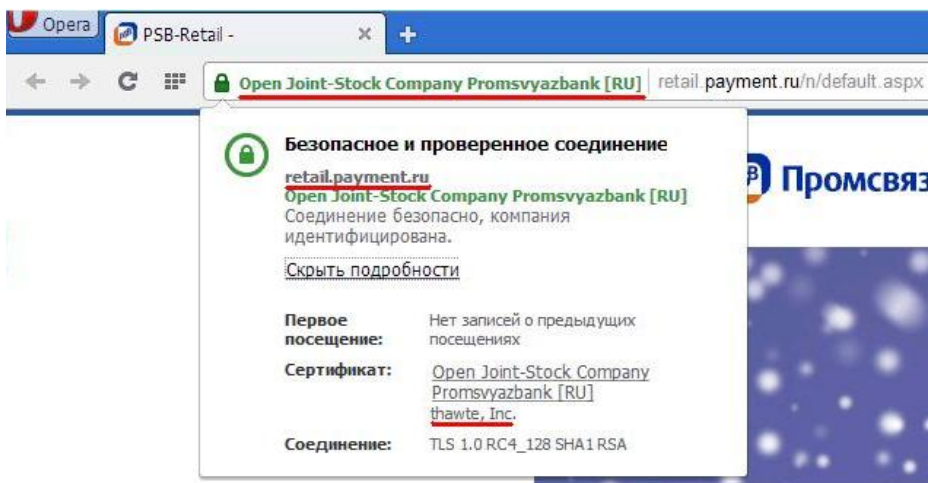 Opera
PSB-Retail -
Open Joint-Stock Company Promsvyazbank [RU] retail.payment.ru/n/default.aspx
Безопасное и проверенное соединение
retail.payment.ru
Open Joint-Stock Company Promsvyazbank [RU]
Соединение безопасно, компания
идентифицирована.
Скрыть подробности
Промсвяз
Первое посещение: Нет записей о предыдущих посещениях
Сертификат: Open Joint-Stock Company
Promsvyazbank [RU]
thawte, Inc.
Соединение: TLS 1.0 RC4_128 SHA1 RSA